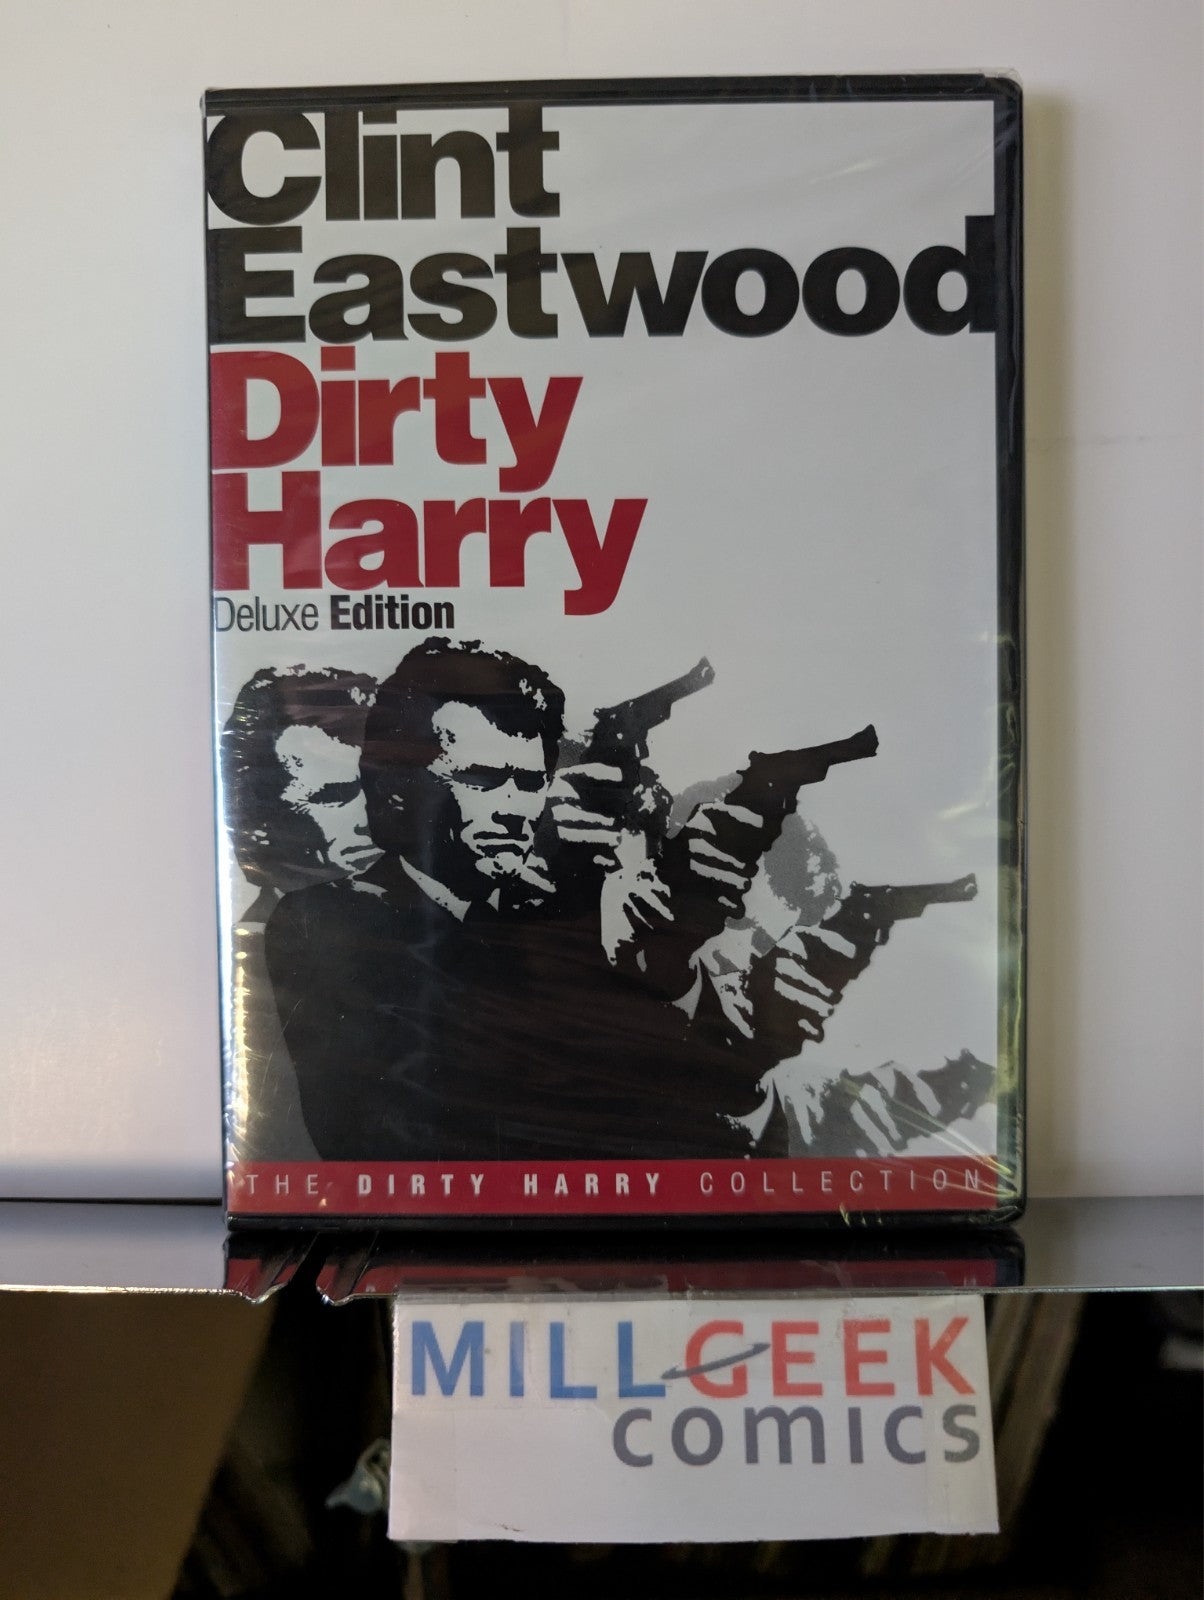 Clint
Eastwood
Dirty
Harry
Deluxe Edition
THE DIRTY HARRY COLLECTION
MILLGEEK
comics